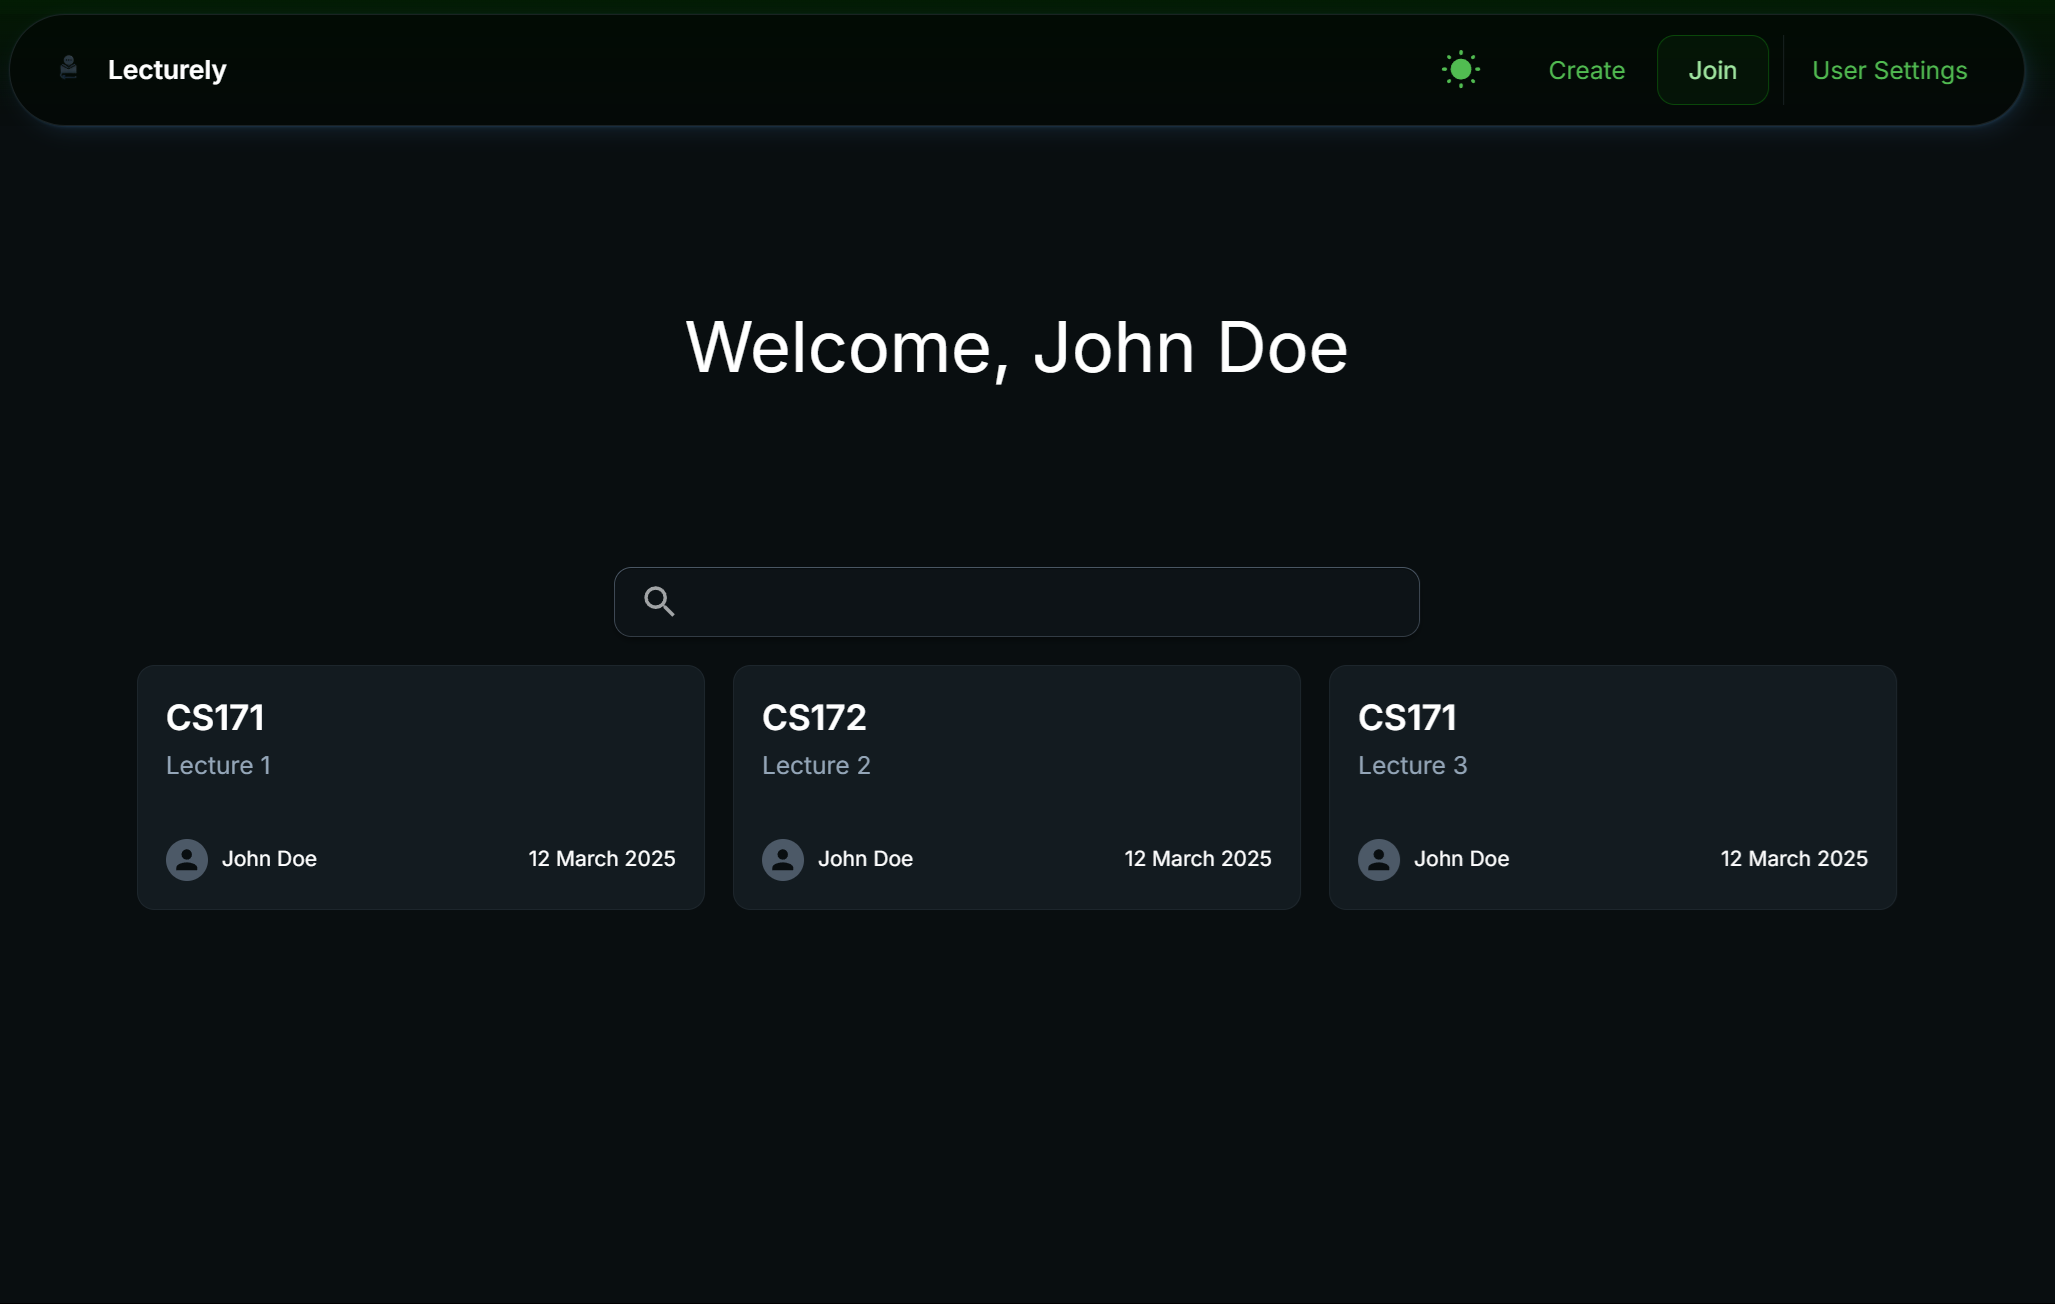 Lecturely
Create
Join
User Settings
Welcome, John Doe
CS171
Lecture 1
John Doe
12 March 2025
CS172
Lecture 2
John Doe
12 March 2025
CS171
Lecture 3
John Doe
12 March 2025